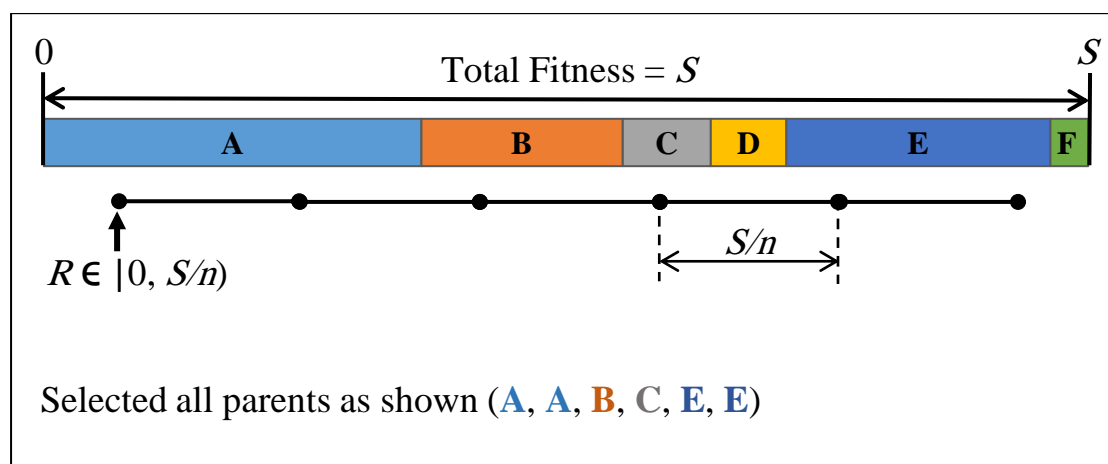 0 S
Total Fitness = S
A B C D E F
S/n
R ∈ |0, S/n)
Selected all parents as shown (A, A, B, C, E, E)